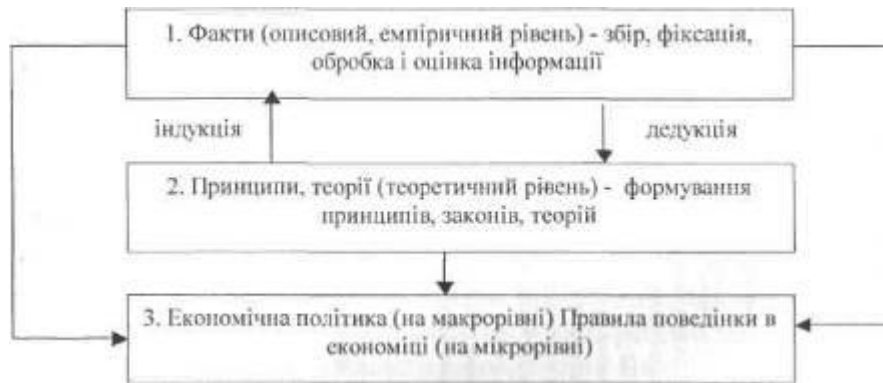 1. Факти (описовий, емпіричний рівень) - збір, фіксація,
обробка і оцінка інформації
індукція
дедукція
2. Принципи, теорії (теоретичний рівень) - формування
принципів, законів, теорій
3. Економічна політика (на макрорівні) Правила поведінки в
економіці (на мікрорівні)